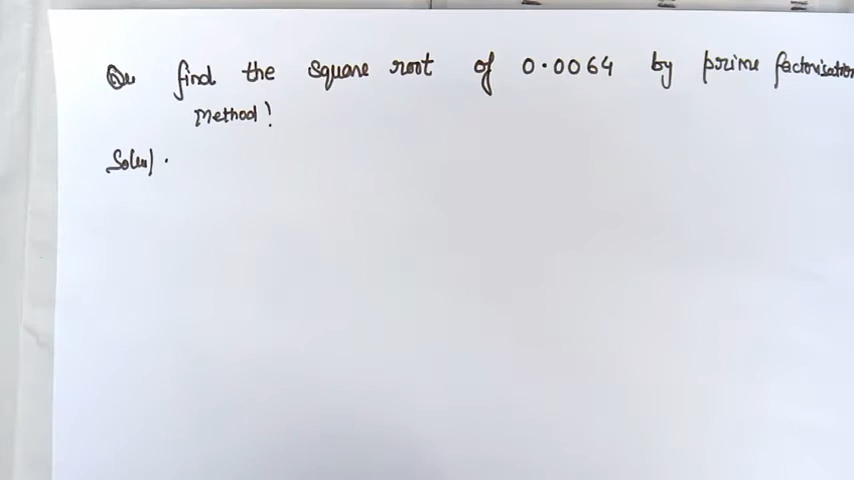 Qu find the square root of 0.0064 by prime factorisation
Method!
Soln) .